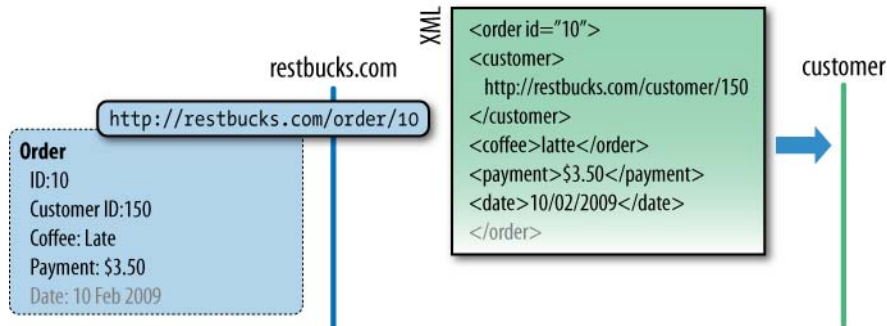 restbucks.com
http://restbucks.com/order/10
Order
ID:10
Customer ID:150
Coffee: Late
Payment: $3.50
Date: 10 Feb 2009
XML
<order id="10">
<customer>
http://restbucks.com/customer/150
</customer>
<coffee>latte</order>
<payment>$3.50</payment>
<date>10/02/2009</date>
</order>
customer